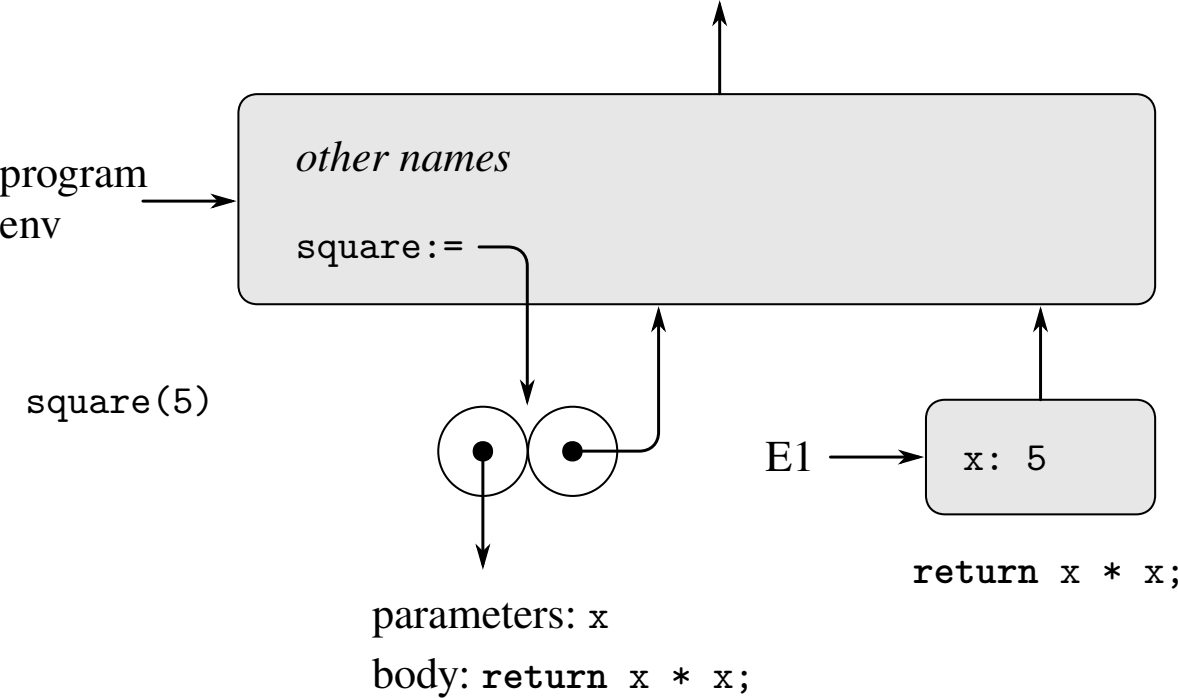 other names
program
env
square:=
square(5)
E1
x: 5
return x * x;
parameters: x
body: return x * x;